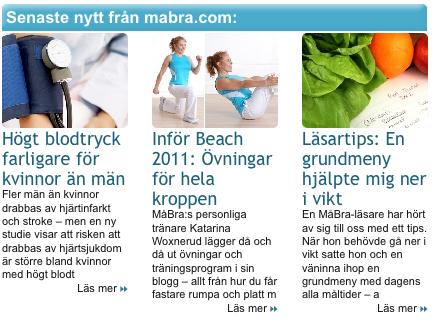 Senaste nytt från mabra.com:
Högt blodtryck
farligare för
kvinnor än män
Fler män än kvinnor
drabbas av hjärtinfarkt
och stroke – men en ny
studie visar att risken att
drabbas av hjärtsjukdom
är större bland kvinnor
med högt blodt
Läs mer
Inför Beach
2011: Övningar
för hela
kroppen
MåBra:s personliga
tränare Katarina
Woxnerud lägger då och
då ut övningar och
träningsprogram i sin
blogg – allt från hur du får
fastare rumpa och platt m
Läs mer
Läsartips: En
grundmeny
hjälpte mig ner
i vikt
En MåBra-läsare har hört
av sig till oss med ett tips.
När hon behövde gå ner i
vikt satte hon och en
väninna ihop en
grundmeny med dagens
alla måltider – a
Läs mer